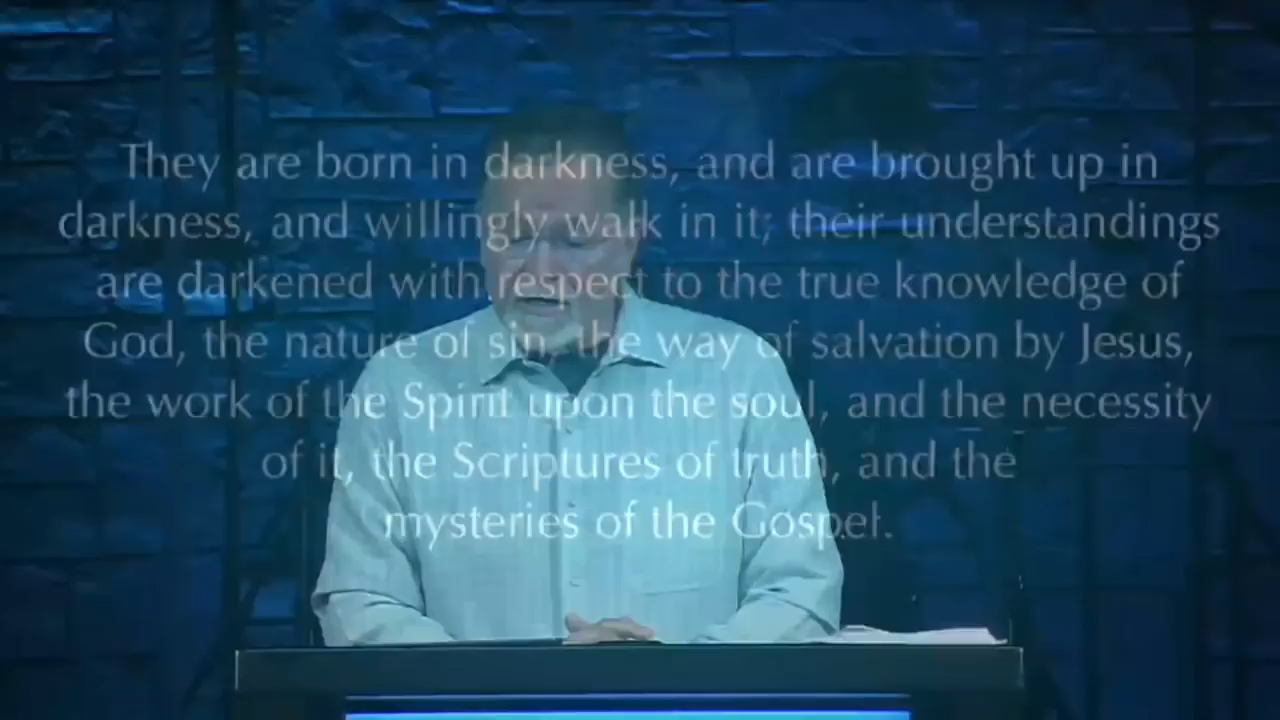 They are born in darkness, and are brought up in
darkness, and willingly walk in it; their understandings
are darkened with respect to the true knowledge of
God, the nature of sin, the way of salvation by Jesus,
the work of the Spirit upon the soul, and the necessity
of it, the Scriptures of truth, and the
mysteries of the Gospel.